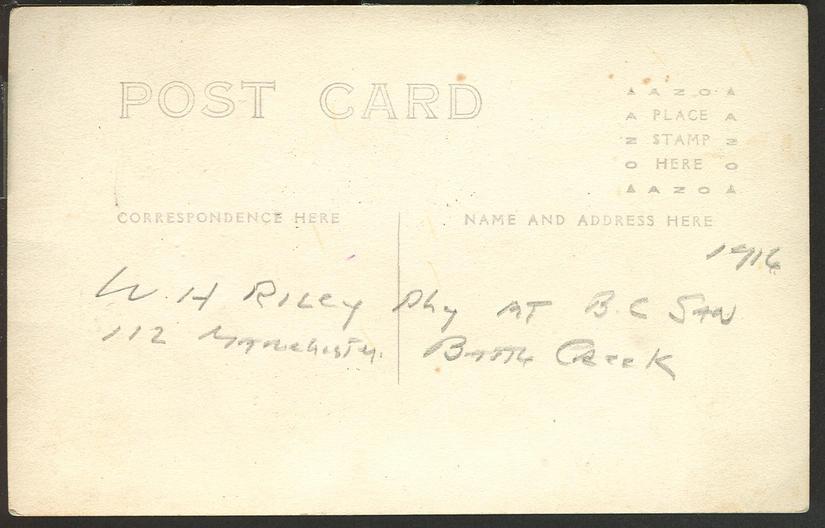 POST CARD
AZO
A PLACE A
Z STAMP Z
O HERE O
AZO
CORRESPONDENCE HERE
NAME AND ADDRESS HERE
1916
W. H RILEY Phy AT B.C SAN
112 Manchester. Battle Creek